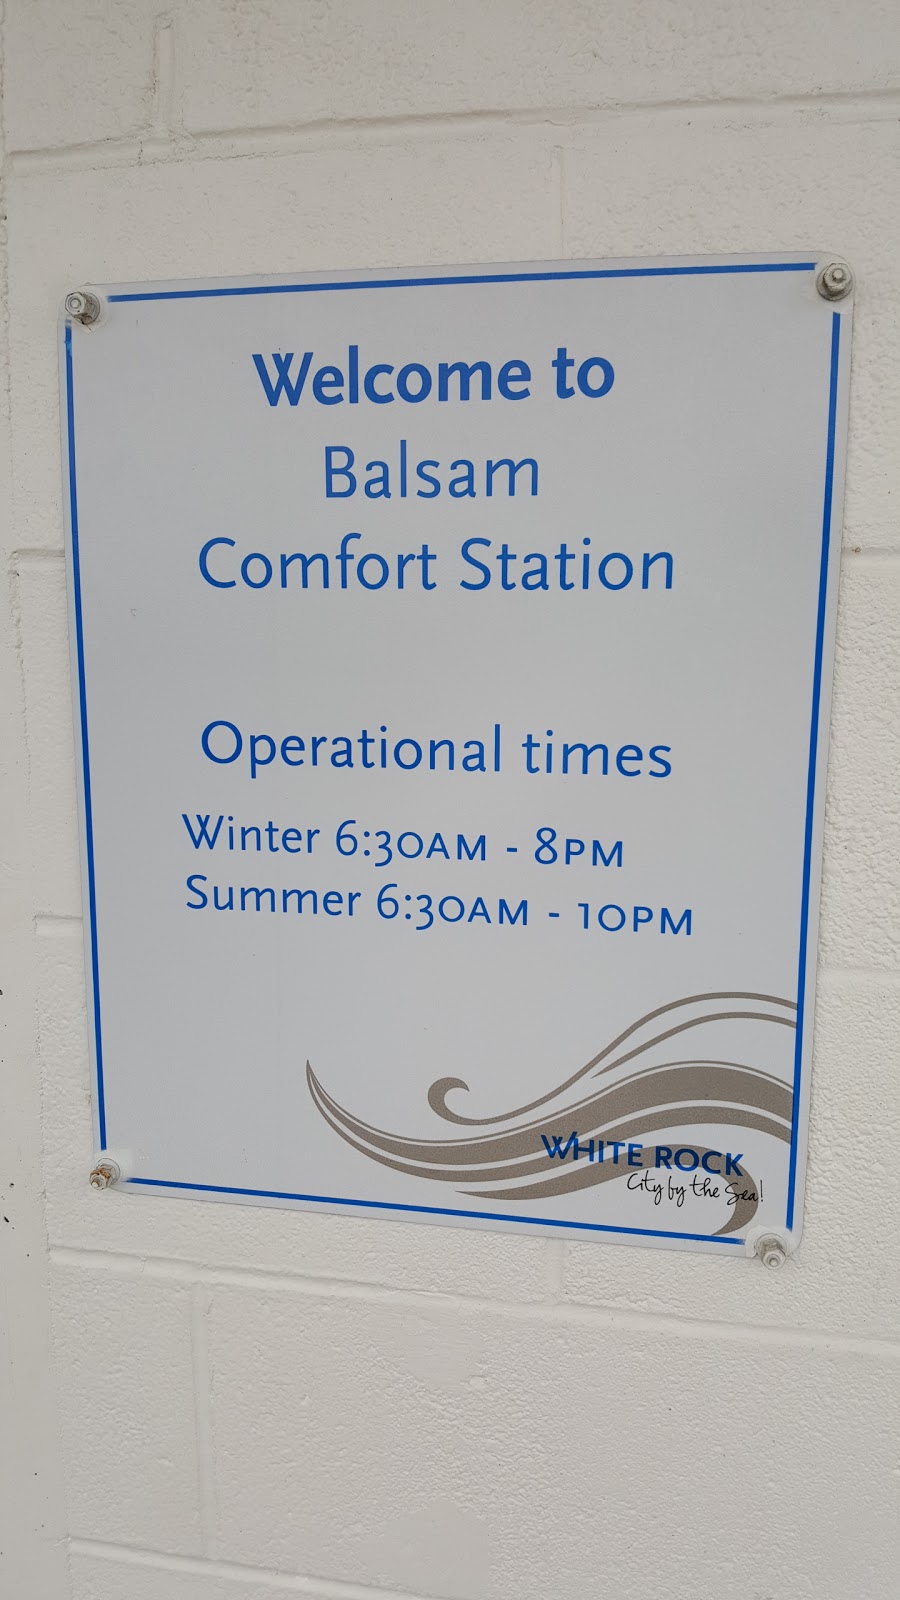 Welcome to
Balsam
Comfort Station
Operational times
Winter 6:30AM - 8PM
Summer 6:30AM - 10PM
WHITE ROCK
City by the Sea!